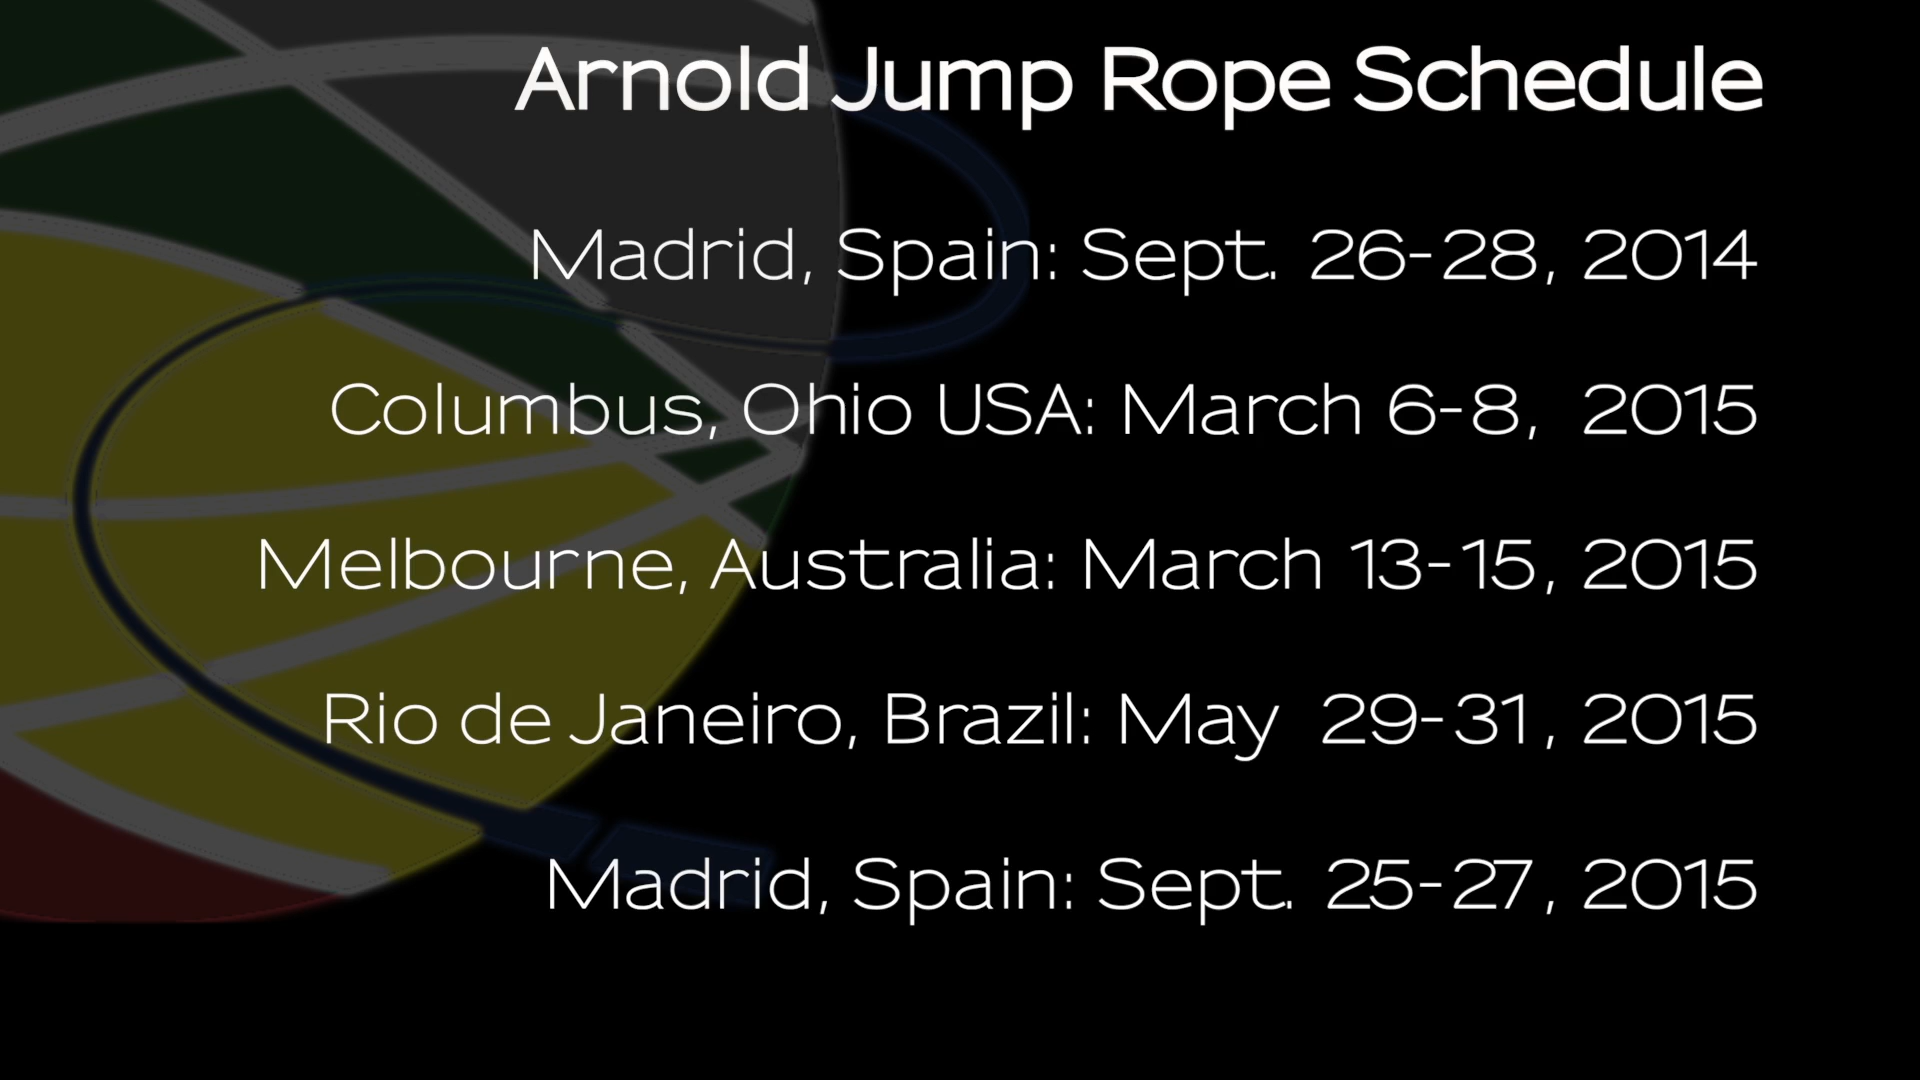 Arnold Jump Rope Schedule
Madrid, Spain: Sept. 26-28, 2014
Columbus, Ohio USA: March 6-8, 2015
Melbourne, Australia: March 13-15, 2015
Rio de Janeiro, Brazil: May 29-31, 2015
Madrid, Spain: Sept. 25-27, 2015